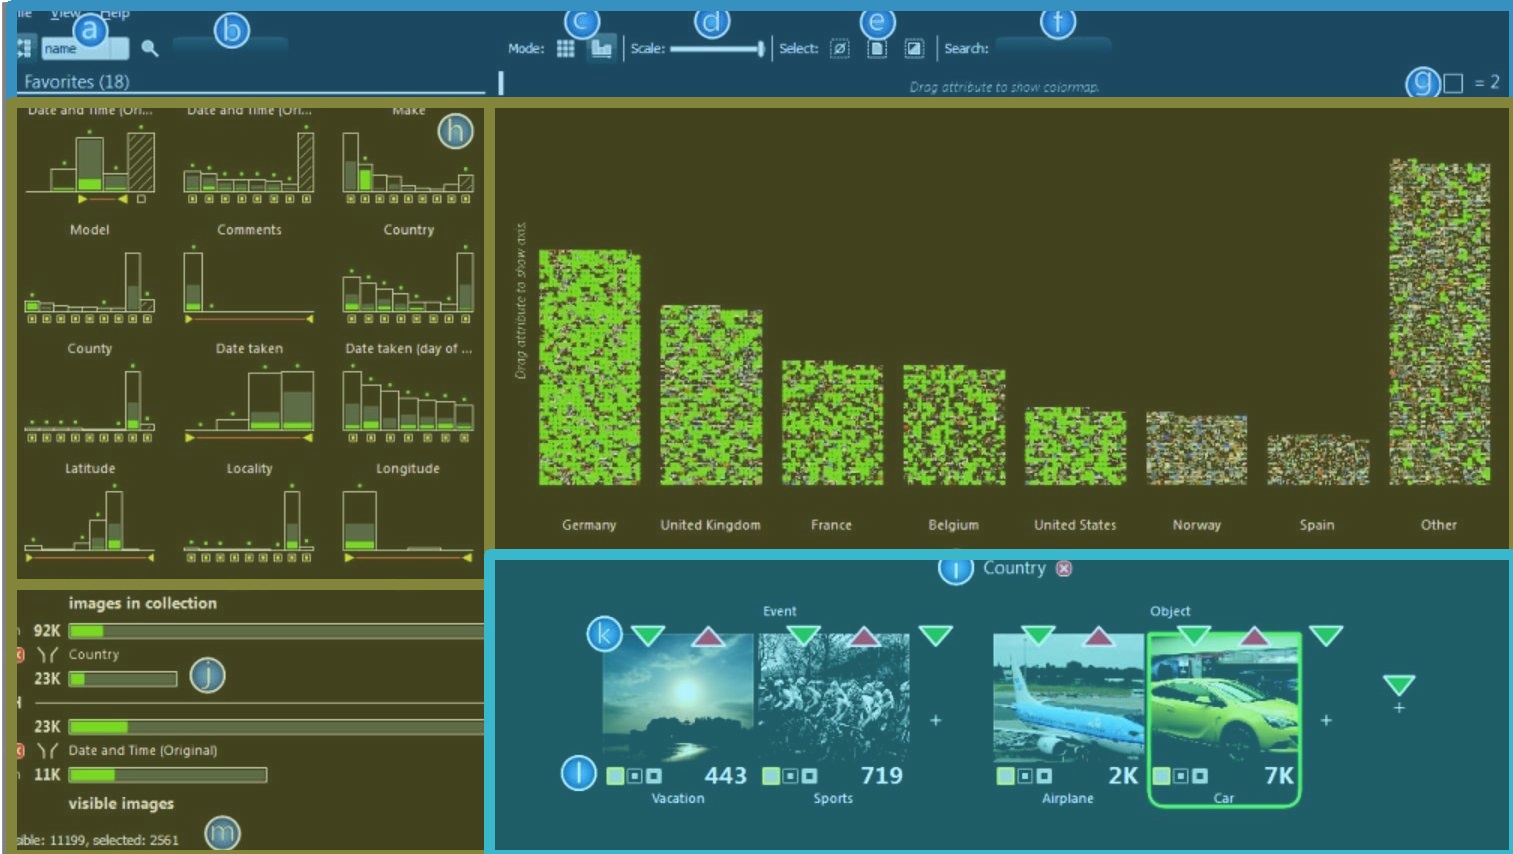 View Help
a b c d e f
name Mode: Scale: Select: Search:
Favorites (18)
Drag attribute to show colormap.
g = 2
Date and Time (Ori... Date and Time (Ori... Make
h
Model Comments Country
County Date taken Date taken (day of ...
Latitude Locality Longitude
Drag attribute to show axis.
Germany United Kingdom France Belgium United States Norway Spain Other
images in collection
92K
Country
23K
j
23K
Date and Time (Original)
11K
visible images
selected: 2561
11199,
m
i Country
Event Object
k
+ + +
l 443 719 2K 7K
Vacation Sports Airplane Car